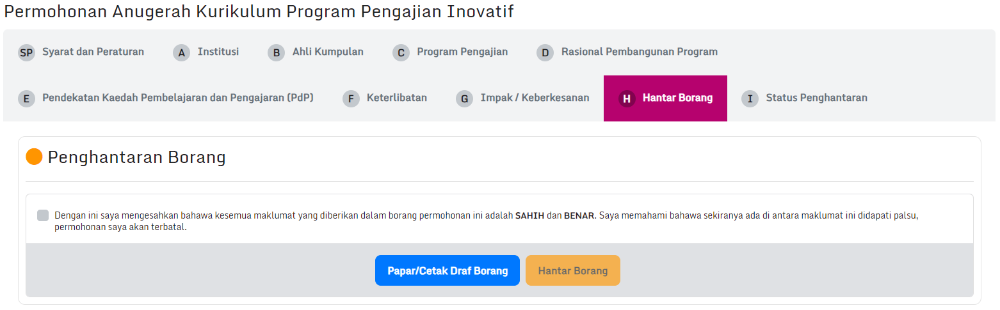 Permohonan Anugerah Kurikulum Program Pengajian Inovatif
SP Syarat dan Peraturan A Institusi B Ahli Kumpulan C Program Pengajian D Rasional Pembangunan Program
E Pendekatan Kaedah Pembelajaran dan Pengajaran (PdP) F Keterlibatan G Impak / Keberkesanan H Hantar Borang I Status Penghantaran
Penghantaran Borang
Dengan ini saya mengesahkan bahawa kesemua maklumat yang diberikan dalam borang permohonan ini adalah SAHIH dan BENAR. Saya memahami bahawa sekiranya ada di antara maklumat ini didapati palsu,
permohonan saya akan terbatal.
Papar/Cetak Draf Borang Hantar Borang